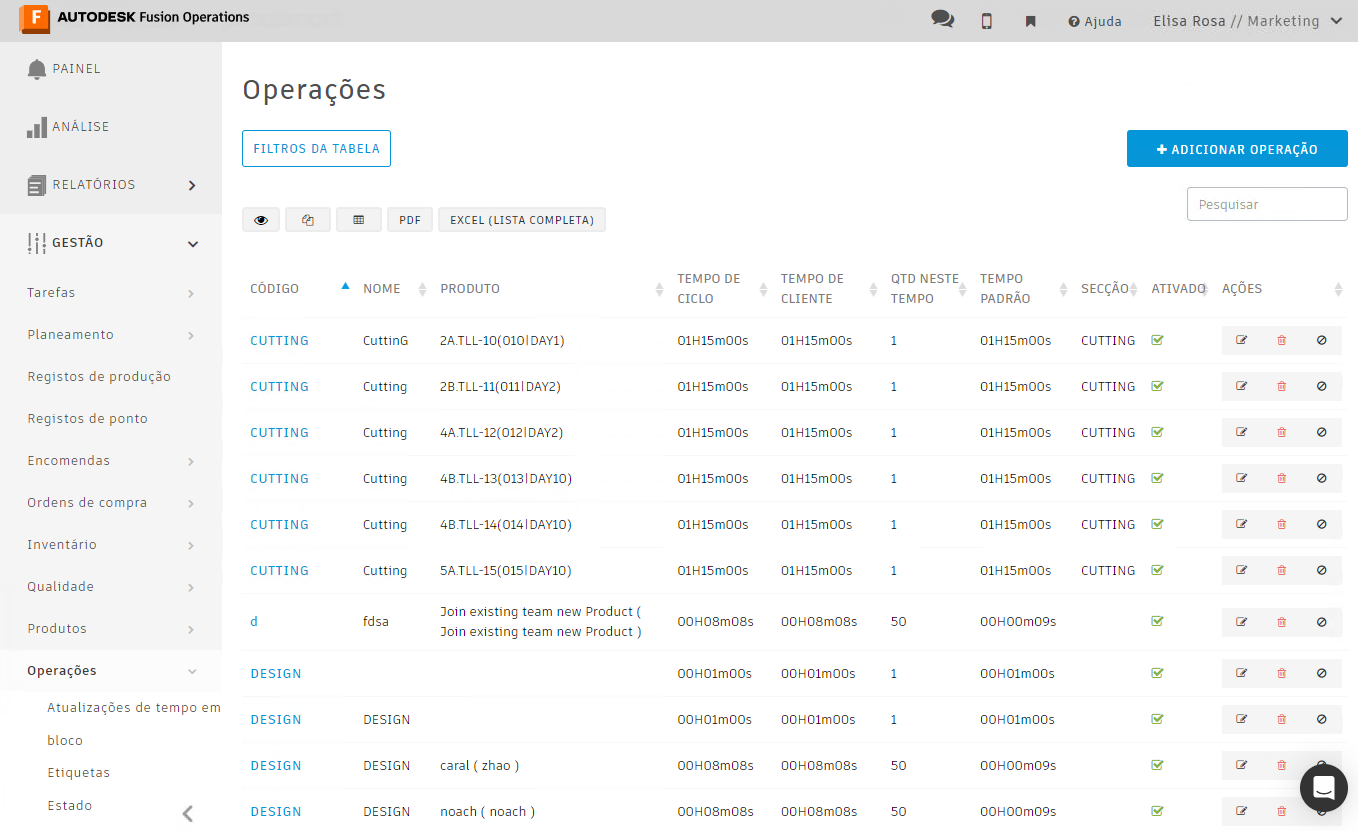 F AUTODESK Fusion Operations
Ajuda
Elisa Rosa // Marketing
PAINEL
ANÁLISE
RELATÓRIOS
GESTÃO
Tarefas
Planeamento
Registos de produção
Registos de ponto
Encomendas
Ordens de compra
Inventário
Qualidade
Produtos
Operações
Atualizações de tempo em
bloco
Etiquetas
Estado
Operações
FILTROS DA TABELA
ADICIONAR OPERAÇÃO
Pesquisar
PDF EXCEL (LISTA COMPLETA)
CÓDIGO NOME PRODUTO TEMPO DE CICLO TEMPO DE CLIENTE QTD NESTE TEMPO TEMPO PADRÃO SECÇÃO ATIVADO AÇÕES
CUTTING CuttinG 2A.TLL-10(010|DAY1) 01H15m00s 01H15m00s 1 01H15m00s CUTTING
CUTTING Cutting 2B.TLL-11(011|DAY2) 01H15m00s 01H15m00s 1 01H15m00s CUTTING
CUTTING Cutting 4A.TLL-12(012|DAY2) 01H15m00s 01H15m00s 1 01H15m00s CUTTING
CUTTING Cutting 4B.TLL-13(013|DAY10) 01H15m00s 01H15m00s 1 01H15m00s CUTTING
CUTTING Cutting 4B.TLL-14(014|DAY10) 01H15m00s 01H15m00s 1 01H15m00s CUTTING
CUTTING Cutting 5A.TLL-15(015|DAY10) 01H15m00s 01H15m00s 1 01H15m00s CUTTING
d fdsa Join existing team new Product (
Join existing team new Product ) 00H08m08s 00H08m08s 50 00H00m09s
DESIGN 00H01m00s 00H01m00s 1 00H01m00s
DESIGN DESIGN 00H01m00s 00H01m00s 1 00H01m00s
DESIGN DESIGN caral ( zhao ) 00H08m08s 00H08m08s 50 00H00m09s
DESIGN DESIGN noach ( noach ) 00H08m08s 00H08m08s 50 00H00m09s